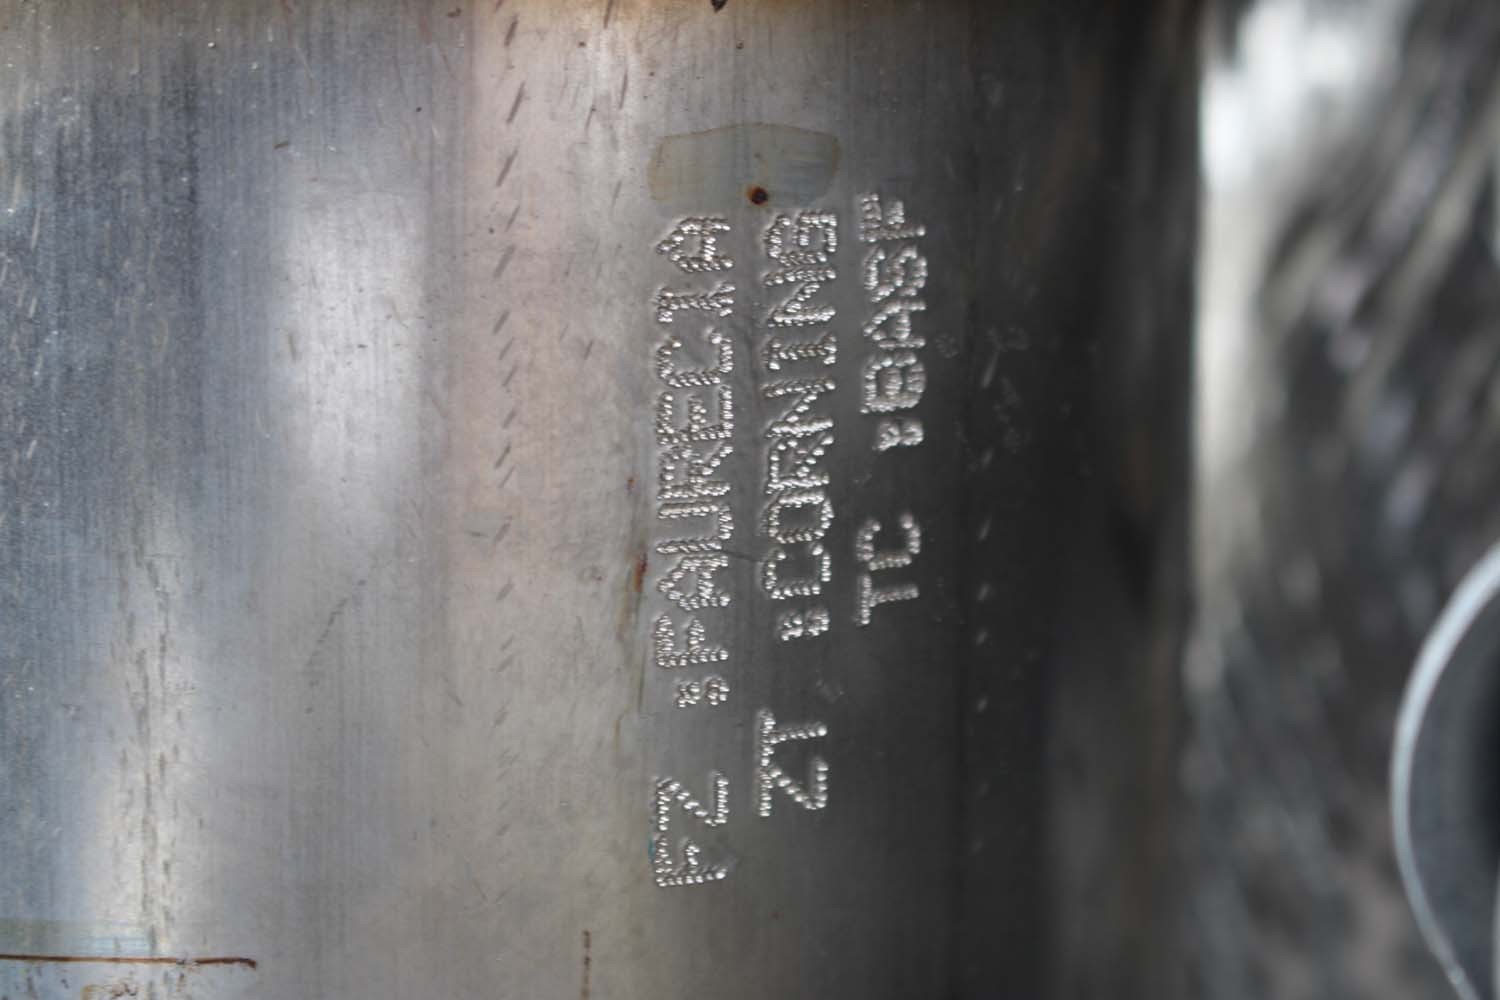 FZ :FAURECIA
ZT :CORNING
TC :BASF